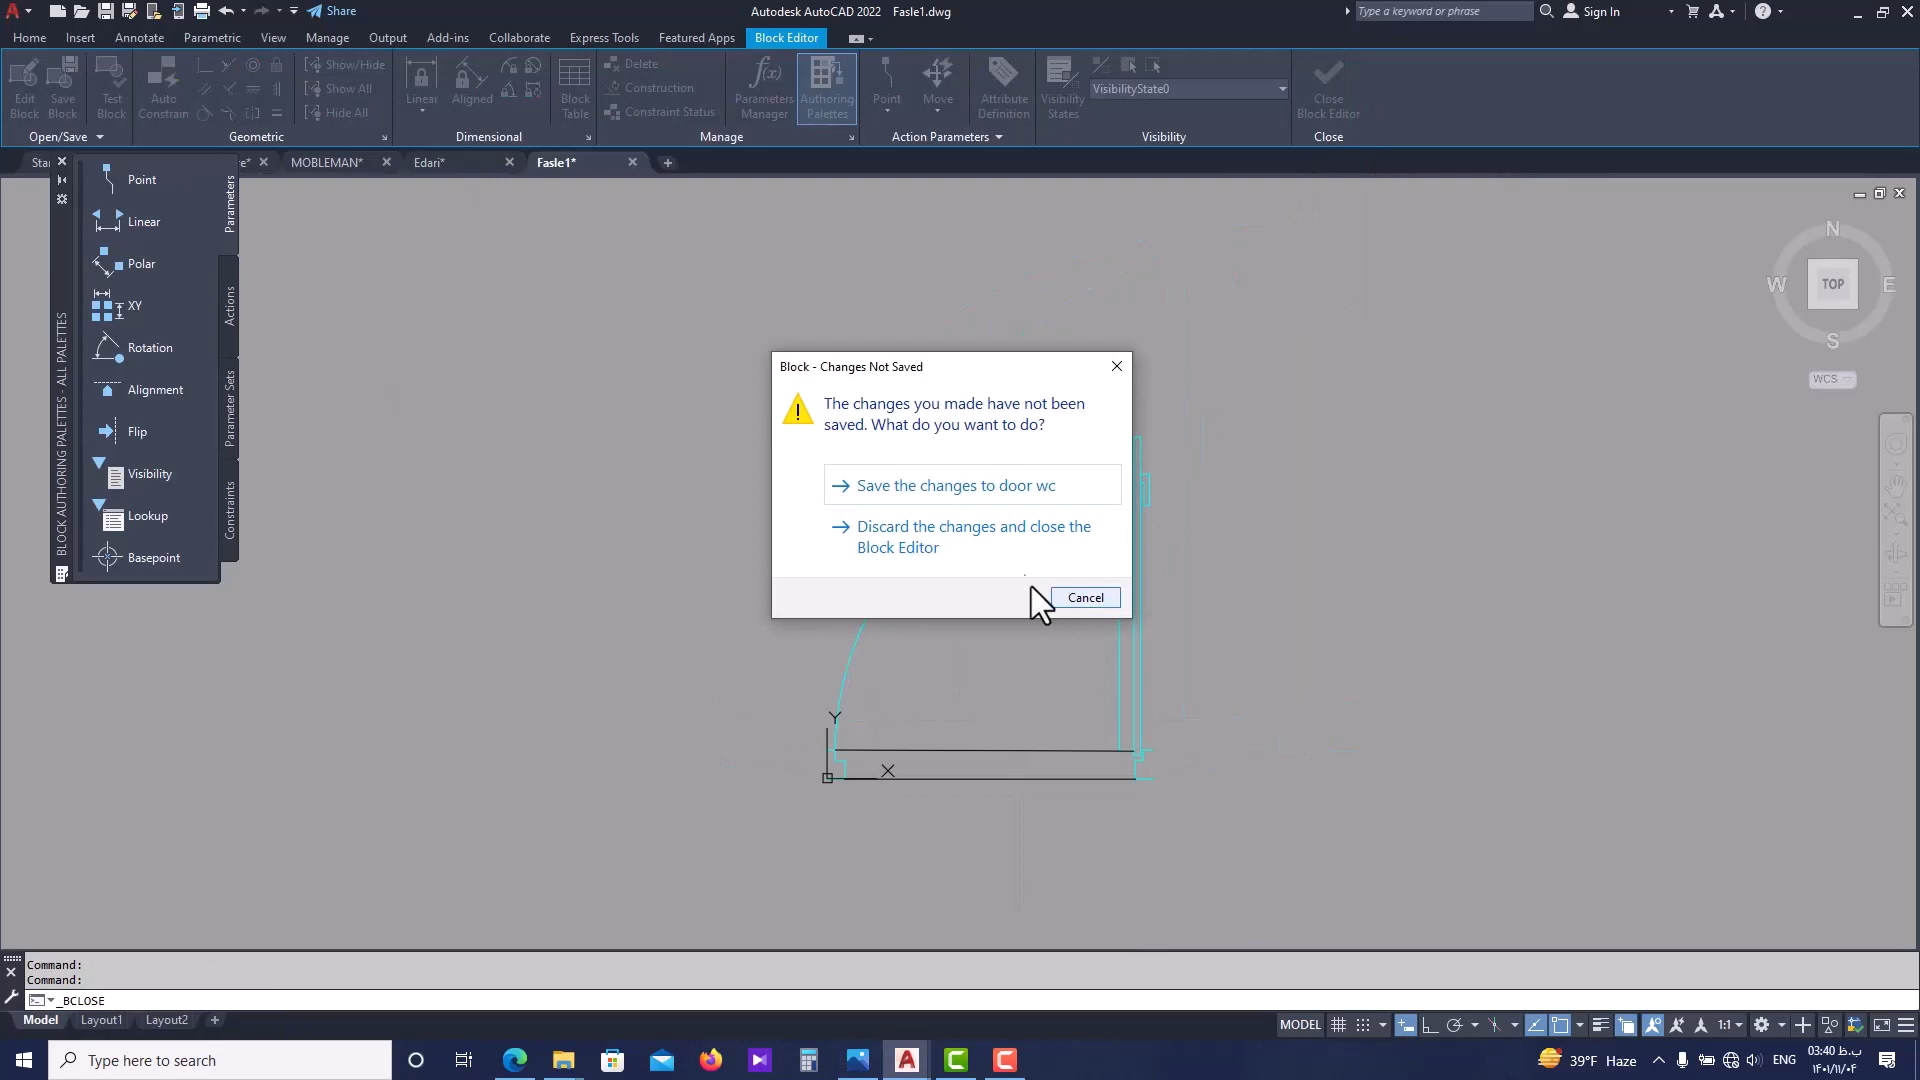 Share
Autodesk AutoCAD 2022 Fasle1.dwg
Type a keyword or phrase
Sign In
Home Insert Annotate Parametric View Manage Output Add-ins Collaborate Express Tools Featured Apps Block Editor
Edit Block
Save Block
Test Block
Auto Constrain
Show/Hide
Show All
Hide All
Linear
Aligned
Block Table
Delete
Construction
Constraint Status
Parameters Manager
Authoring Palettes
Point
Move
Attribute Definition
Visibility States
VisibilityState0
Close Block Editor
Open/Save Geometric Dimensional Manage Action Parameters Visibility Close
Sta
e*
MOBLEMAN*
Edari*
Fasle1*
Point
Linear
Polar
XY
Rotation
Alignment
Flip
Visibility
Lookup
Basepoint
Parameters
Actions
Parameter Sets
Constraints
BLOCK AUTHORING PALETTES - ALL PALETTES
N
W
TOP
E
S
WCS
Block - Changes Not Saved
The changes you made have not been
saved. What do you want to do?
Save the changes to door wc
Discard the changes and close the
Block Editor
Cancel
Y
X
Command:
Command:
_BCLOSE
Model Layout1 Layout2
MODEL
1:1
Type here to search
39°F Haze
ENG
03:40 ب.ظ
۱۴۰۱/۱۱/۰۴